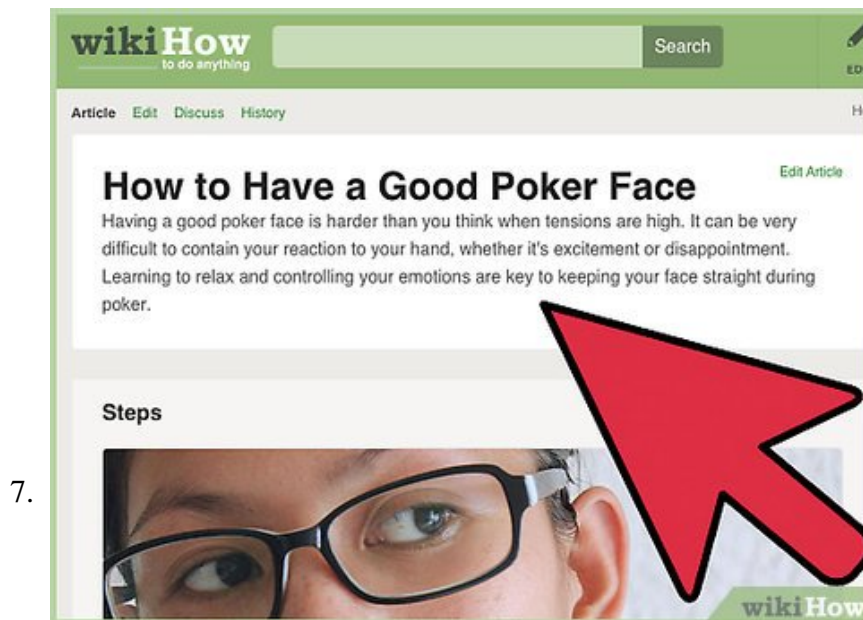 wikiHow
to do anything
Search
Article Edit Discuss History
Edit Article
How to Have a Good Poker Face
Having a good poker face is harder than you think when tensions are high. It can be very
difficult to contain your reaction to your hand, whether it's excitement or disappointment.
Learning to relax and controlling your emotions are key to keeping your face straight during
poker.
Steps
7.
wikiHow